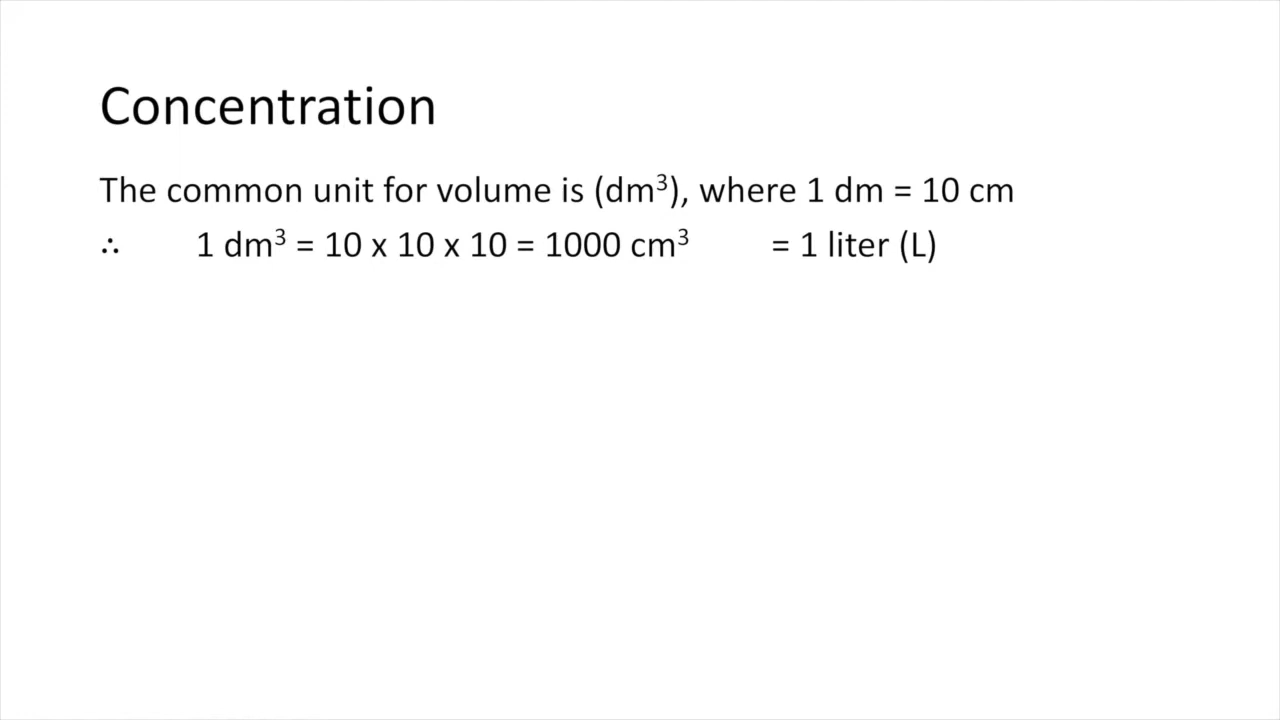 Concentration
The common unit for volume is (dm³), where 1 dm = 10 cm
∴ 1 dm³ = 10 x 10 x 10 = 1000 cm³ = 1 liter (L)